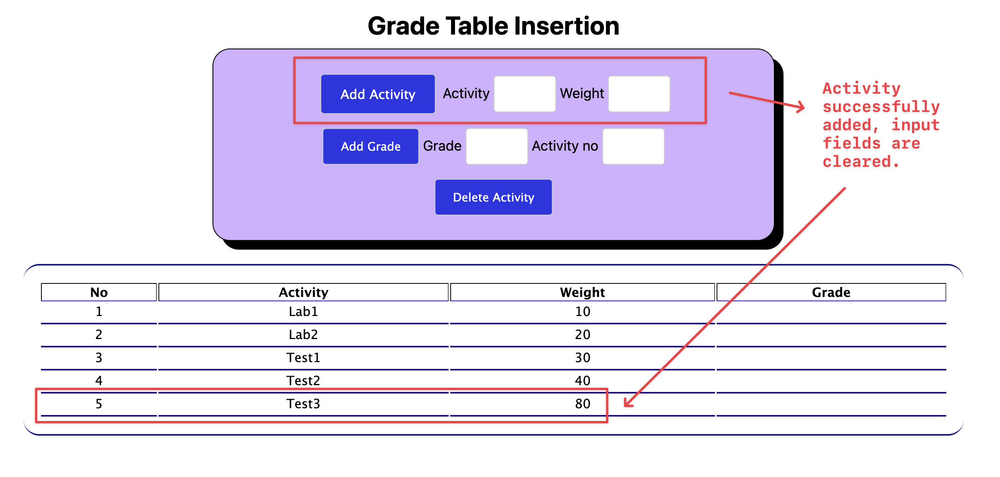 Grade Table Insertion
Add Activity Activity Weight
Add Grade Grade Activity no
Delete Activity
Activity
successfully
added, input
fields are
cleared.
No Activity Weight Grade
1 Lab1 10
2 Lab2 20
3 Test1 30
4 Test2 40
5 Test3 80